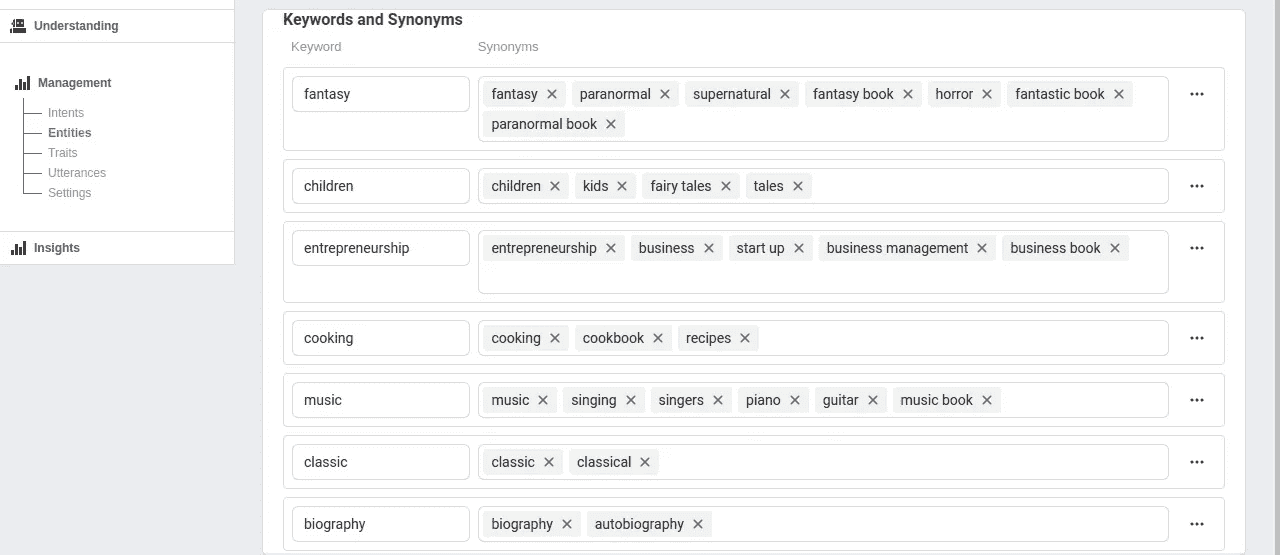 Understanding
Management
Intents
Entities
Traits
Utterances
Settings
Insights
Keywords and Synonyms
Keyword Synonyms
fantasy fantasy paranormal supernatural fantasy book horror fantastic book
paranormal book
children children kids fairy tales tales
entrepreneurship entrepreneurship business start up business management business book
cooking cooking cookbook recipes
music music singing singers piano guitar music book
classic classic classical
biography biography autobiography